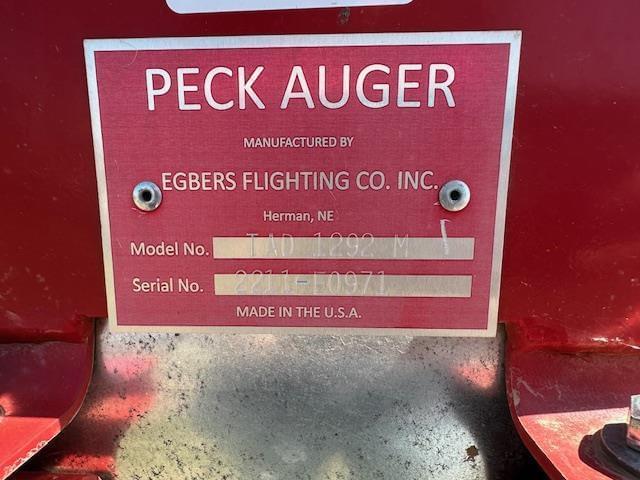 PECK AUGER
MANUFACTURED BY
EGBERS FLIGHTING CO. INC.
Herman, NE
Model No. TAD 1292 M
Serial No. 2211-E0971
MADE IN THE U.S.A.